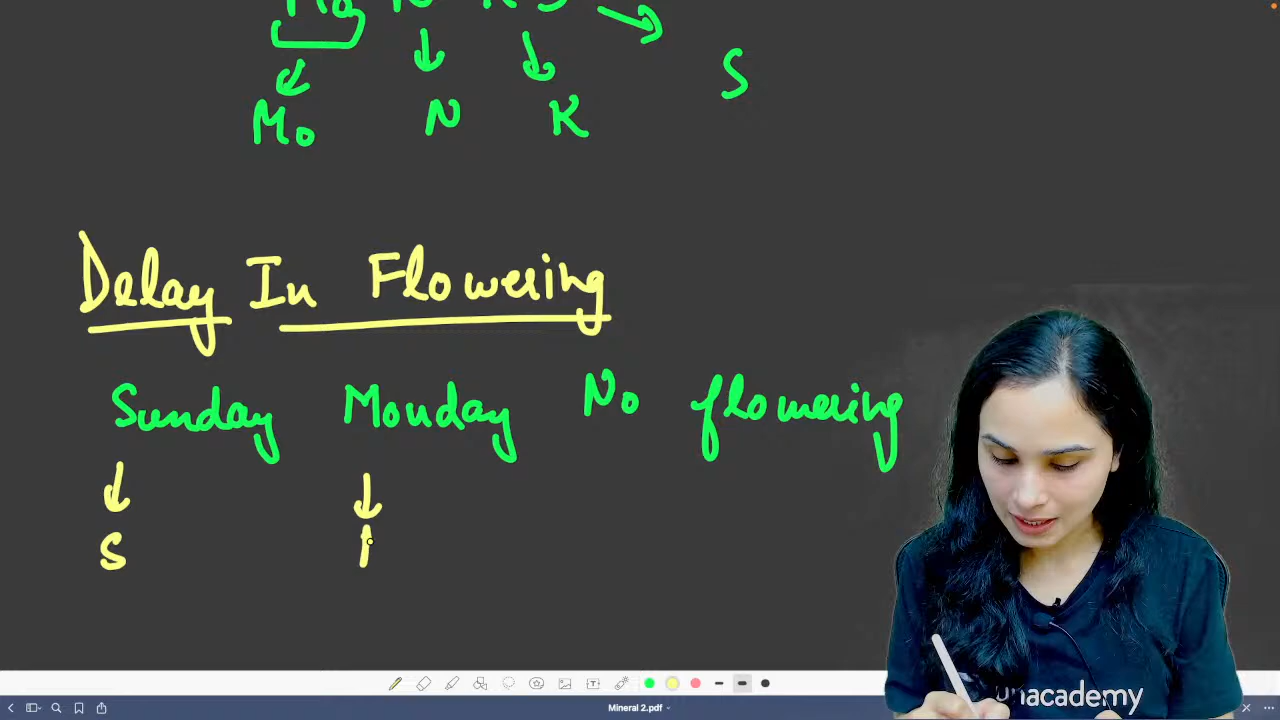 S
Mo N K
Delay In Flowering
Sunday Monday No flowering
S
unacademy
Mineral 2.pdf